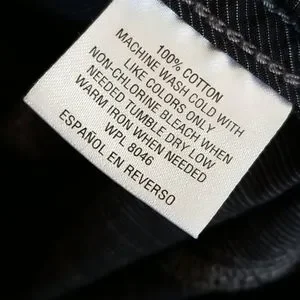 100% COTTON
MACHINE WASH COLD WITH
LIKE COLORS ONLY
NON-CHLORINE BLEACH WHEN
NEEDED TUMBLE DRY LOW
WARM IRON WHEN NEEDED
WPL 8046
ESPAÑOL EN REVERSO